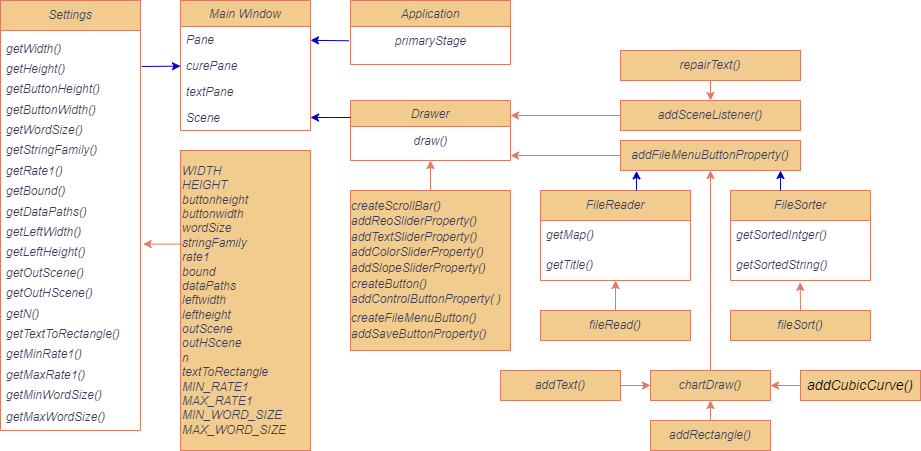 Settings
getWidth()
getHeight()
getButtonHeight()
getButtonWidth()
getWordSize()
getStringFamily()
getRate1()
getBound()
getDataPaths()
getLeftWidth()
getLeftHeight()
getOutScene()
getOutHScene()
getN()
getTextToRectangle()
getMinRate1()
getMaxRate1()
getMinWordSize()
getMaxWordSize()
Main Window
Pane
curePane
textPane
Scene
WIDTH
HEIGHT
buttonheight
buttonwidth
wordSize
stringFamily
rate1
bound
dataPaths
leftwidth
leftheight
outScene
outHScene
n
textToRectangle
MIN_RATE1
MAX_RATE1
MIN_WORD_SIZE
MAX_WORD_SIZE
Application
primaryStage
Drawer
draw()
createScrollBar()
addReoSliderProperty()
addTextSliderProperty()
addColorSliderProperty()
addSlopeSliderProperty()
createButton()
addControlButtonProperty( )
createFileMenuButton()
addSaveButtonProperty()
repairText()
addSceneListener()
addFileMenuButtonProperty()
FileReader
getMap()
getTitle()
fileRead()
FileSorter
getSortedIntger()
getSortedString()
fileSort()
addText()
chartDraw()
addCubicCurve()
addRectangle()